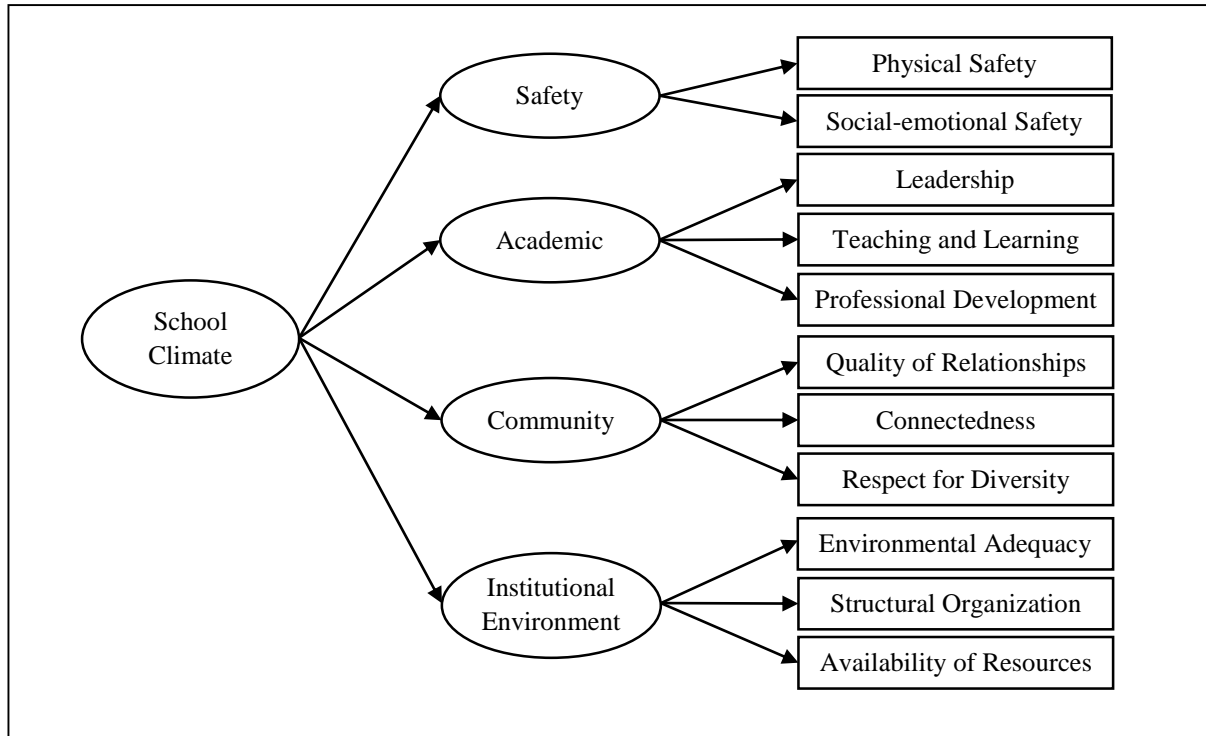 School
Climate
Safety
Physical Safety
Social-emotional Safety
Academic
Leadership
Teaching and Learning
Professional Development
Community
Quality of Relationships
Connectedness
Respect for Diversity
Institutional
Environment
Environmental Adequacy
Structural Organization
Availability of Resources